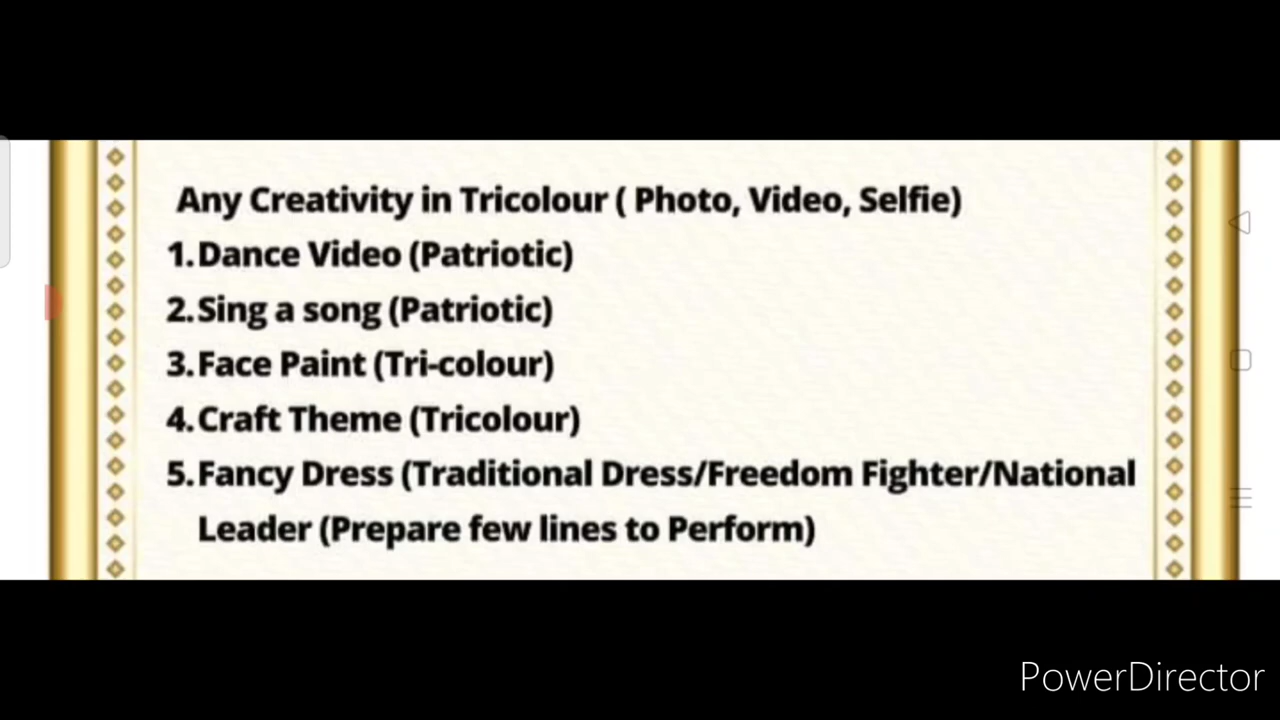 Any Creativity in Tricolour ( Photo, Video, Selfie)
1.Dance Video (Patriotic)
2.Sing a song (Patriotic)
3.Face Paint (Tri-colour)
4.Craft Theme (Tricolour)
5.Fancy Dress (Traditional Dress/Freedom Fighter/National
Leader (Prepare few lines to Perform)
PowerDirector